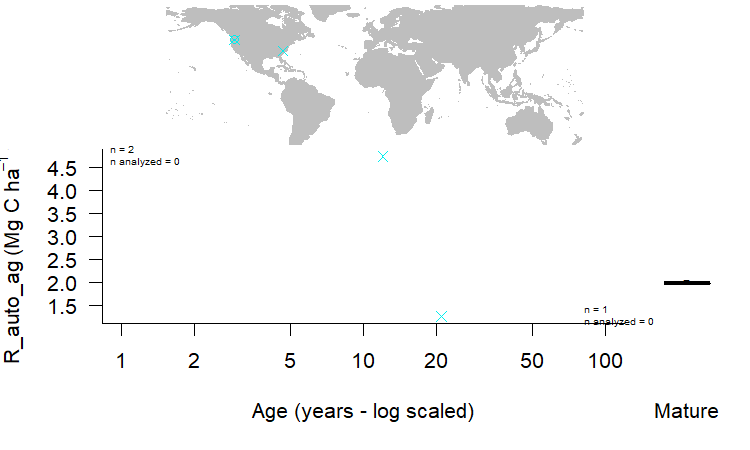 n = 2
n analyzed = 0
R_auto_ag (Mg C ha⁻¹
4.5
4.0
3.5
3.0
2.5
2.0
1.5
n = 1
n analyzed = 0
1 2 5 10 20 50 100
Age (years - log scaled) Mature